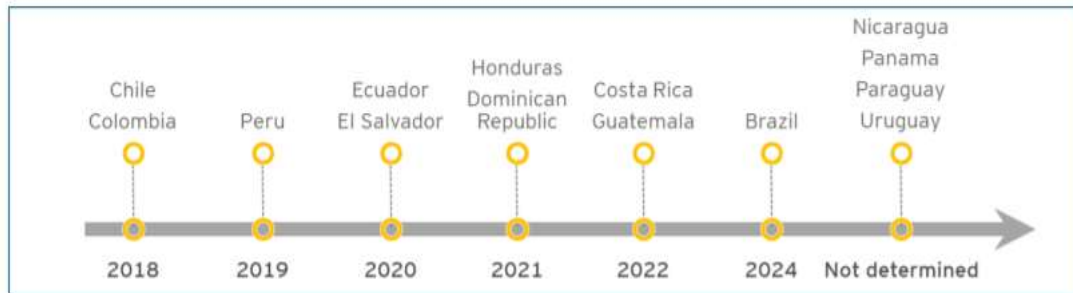 Chile
Colombia
Peru
Ecuador
El Salvador
Honduras
Dominican
Republic
Costa Rica
Guatemala
Brazil
Nicaragua
Panama
Paraguay
Uruguay
2018
2019
2020
2021
2022
2024
Not determined